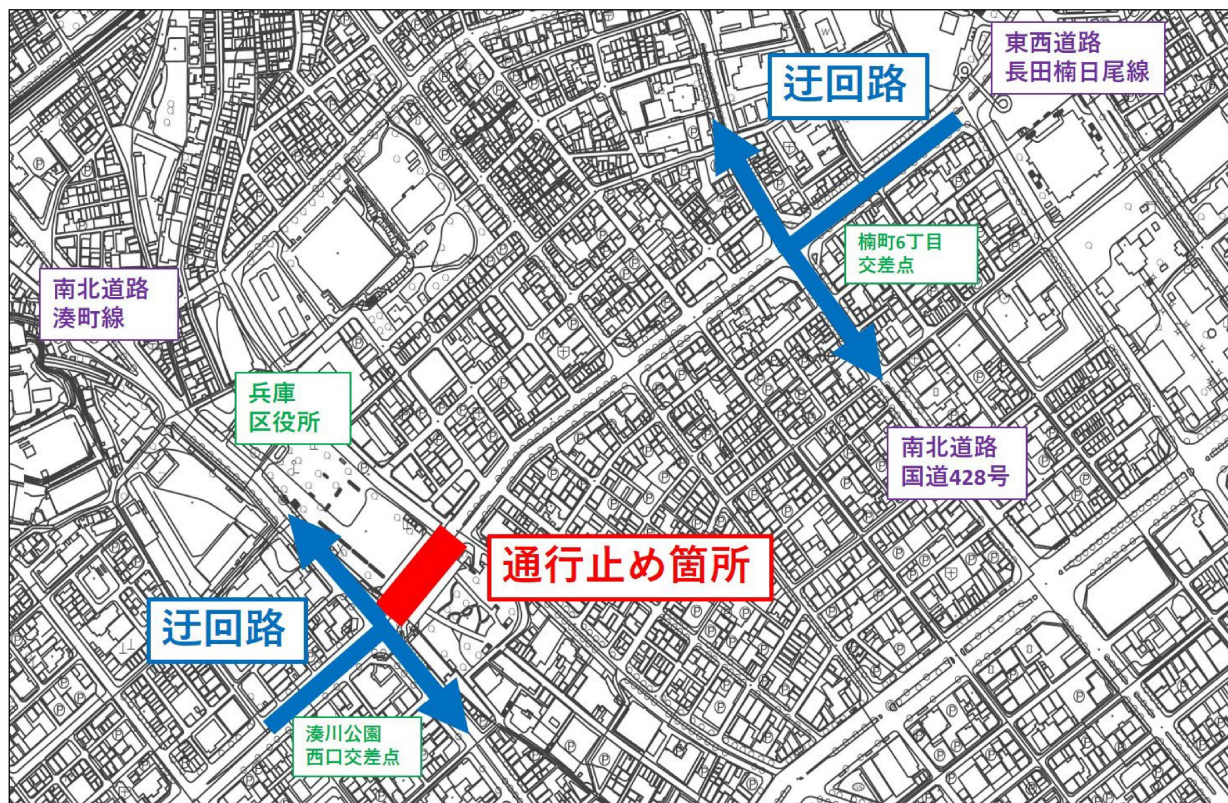 東西道路
長田楠日尾線
迂回路
楠町6丁目
交差点
南北道路
湊町線
兵庫
区役所
南北道路
国道428号
通行止め箇所
迂回路
湊川公園
西口交差点